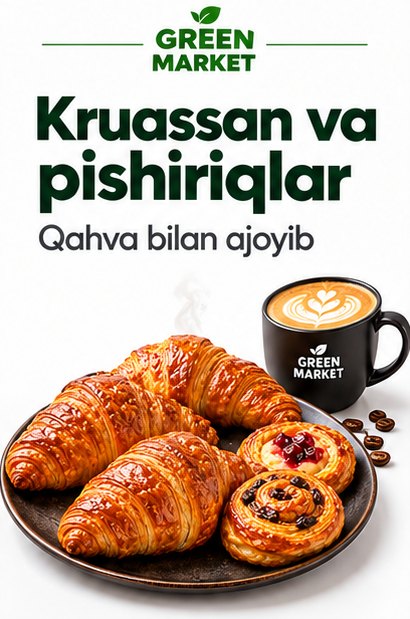 GREEN
MARKET
Kruassan va
pishiriqlar
Qahva bilan ajoyib
GREEN
MARKET